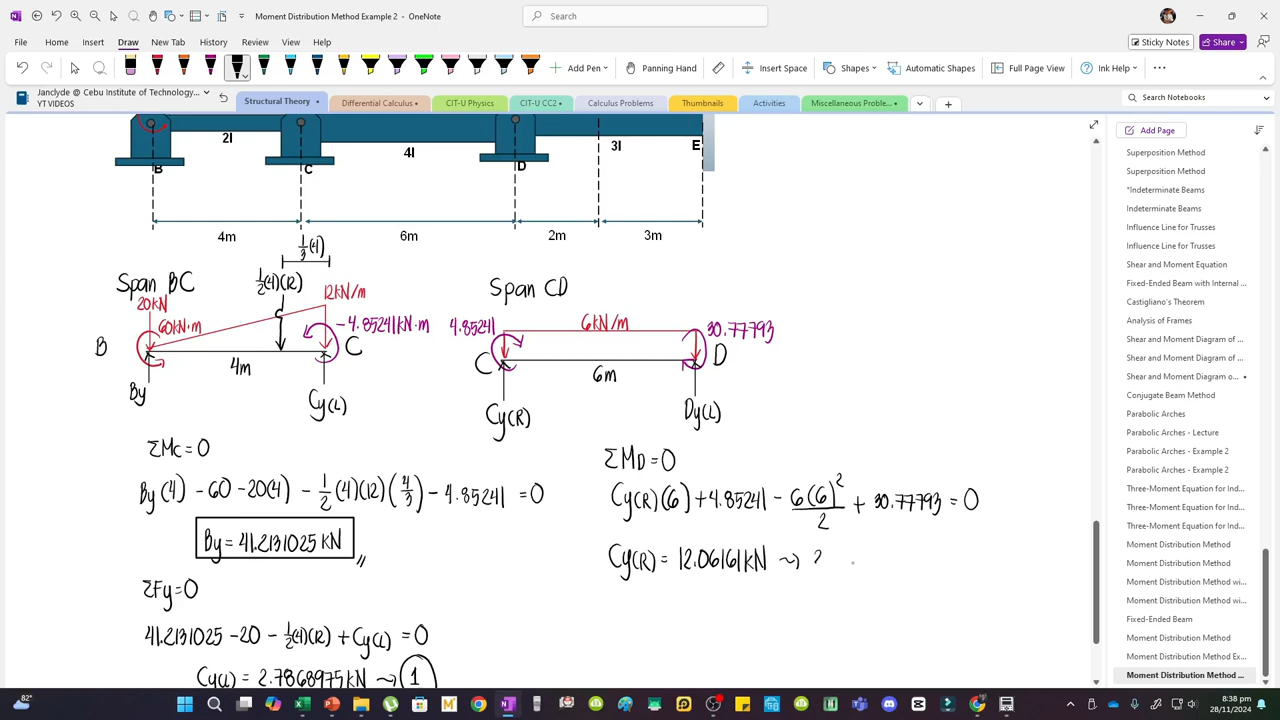 Moment Distribution Method Example 2 - OneNote
Search
File Home Insert Draw New Tab History Review View Help
Sticky Notes Share
Add Pen Panning Hand Insert Space Shapes Automatic Shapes Full Page View Ink Help
Janclyde @ Cebu Institute of Technology...
YT VIDEOS
Structural Theory Differential Calculus CIT-U Physics CIT-U CC2 Calculus Problems Thumbnails Activities Miscellaneous Proble...
Search Notebooks
Add Page
Superposition Method
Superposition Method
*Indeterminate Beams
Indeterminate Beams
Influence Line for Trusses
Influence Line for Trusses
Shear and Moment Equation
Fixed-Ended Beam with Internal ...
Castigliano's Theorem
Analysis of Frames
Shear and Moment Diagram of ...
Shear and Moment Diagram of ...
Shear and Moment Diagram o...
Conjugate Beam Method
Parabolic Arches
Parabolic Arches - Lecture
Parabolic Arches - Example 2
Parabolic Arches - Example 2
Three-Moment Equation for Ind...
Three-Moment Equation for Ind...
Three-Moment Equation for Ind...
Moment Distribution Method
Moment Distribution Method
Moment Distribution Method wi...
Moment Distribution Method wi...
Fixed-Ended Beam
Moment Distribution Method
Moment Distribution Method Ex...
Moment Distribution Method ...
2I 4I 3I
B C D E
4m 6m 2m 3m
1/3(4)
Span BC
1/2(4)(12)
20KN
12KN/m
60KN·m
-4.85241KN·m
B C
4m
By Cy(L)
Span CD
4.85241 6KN/m 30.77793
C D
6m
Cy(R) Dy(L)
ΣMc=0
By(4) - 60 - 20(4) - 1/2(4)(12)(4/3) - 4.85241 = 0
By = 41.2131025 KN
ΣFy=0
41.2131025 - 20 - 1/2(4)(12) + Cy(L) = 0
Cy(L) = 2.7868975 KN ~> 1
ΣMD=0
Cy(R)(6) + 4.85241 - 6(6)²/2 + 30.77793 = 0
Cy(R) = 12.06161 KN ~>
82° 8:38 pm
28/11/2024